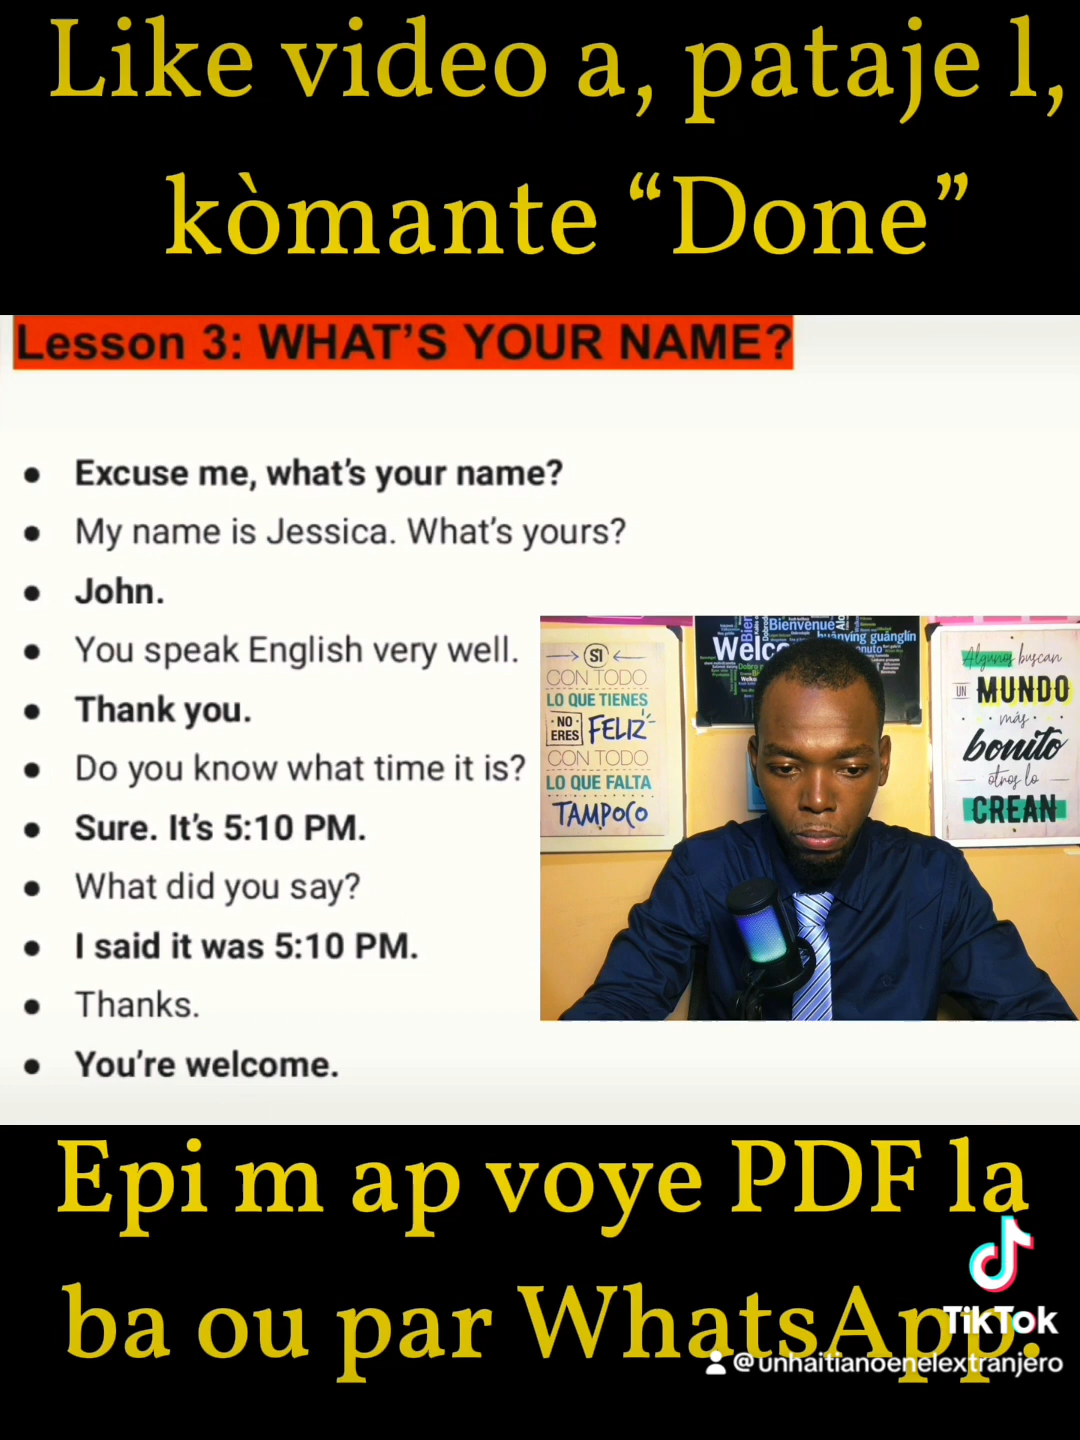 Like video a, pataje l,
kòmante “Done”
Lesson 3: WHAT’S YOUR NAME?
● Excuse me, what’s your name?
● My name is Jessica. What’s yours?
● John.
● You speak English very well.
● Thank you.
● Do you know what time it is?
● Sure. It’s 5:10 PM.
● What did you say?
● I said it was 5:10 PM.
● Thanks.
● You’re welcome.
SI
CON TODO
LO QUE TIENES
NO ERES FELIZ
CON TODO
LO QUE FALTA
TAMPOCO
Bienvenue
huānyíng guānglín
Welco
Algunos buscan
UN MUNDO
más
bonito
otros lo
CREAN
Epi m ap voye PDF la
ba ou par WhatsApp.
TikTok
@unhaitianoenelextranjero